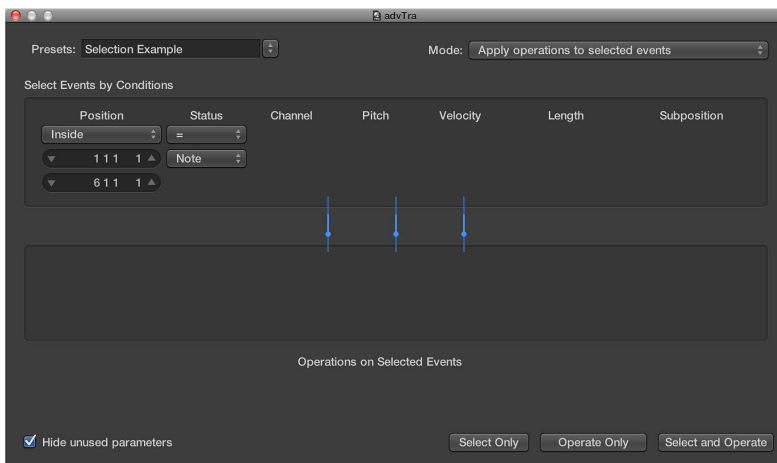 advTra
Presets: Selection Example
Mode: Apply operations to selected events
Select Events by Conditions
Position Status Channel Pitch Velocity Length Subposition
Inside =
1 1 1 1 Note
6 1 1 1
Operations on Selected Events
Hide unused parameters
Select Only Operate Only Select and Operate